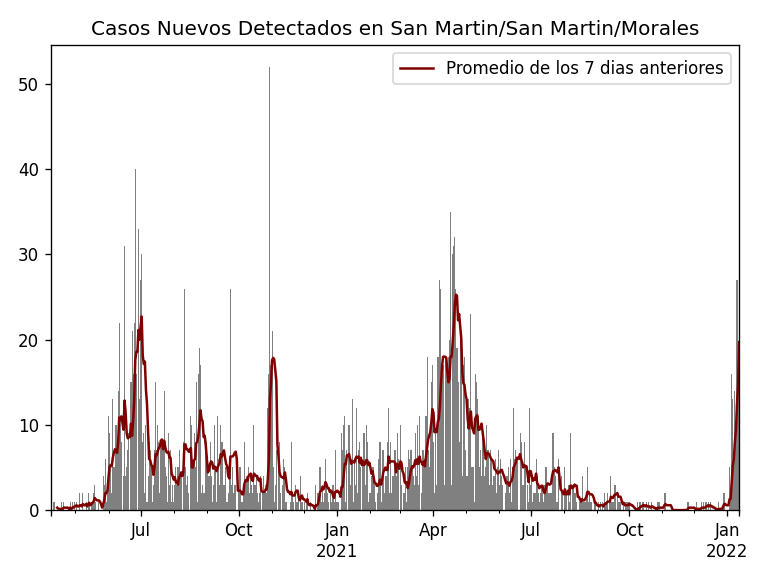 Casos Nuevos Detectados en San Martin/San Martin/Morales
Promedio de los 7 dias anteriores
50
40
30
20
10
0
Jul
Oct
Jan
2021
Apr
Jul
Oct
Jan
2022